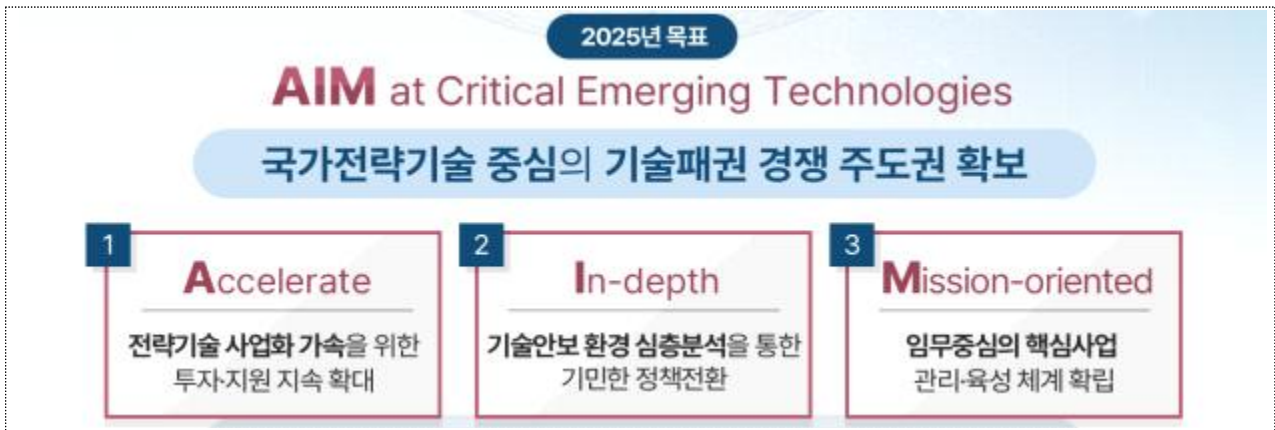 2025년 목표
AIM at Critical Emerging Technologies
국가전략기술 중심의 기술패권 경쟁 주도권 확보
1
Accelerate
전략기술 사업화 가속을 위한
투자·지원 지속 확대
2
In-depth
기술안보 환경 심층분석을 통한
기민한 정책전환
3
Mission-oriented
임무중심의 핵심사업
관리·육성 체계 확립